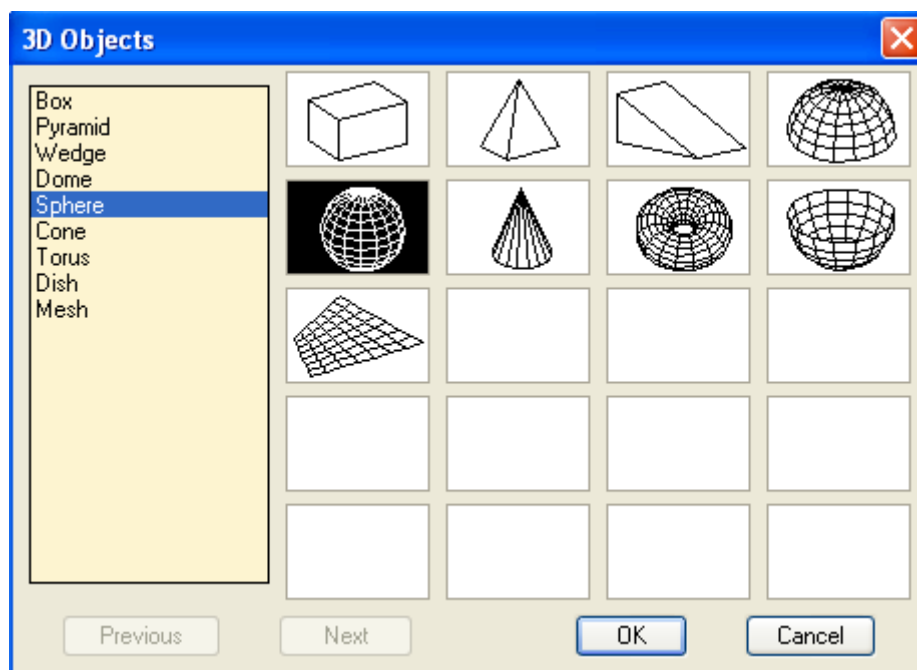 3D Objects
Box
Pyramid
Wedge
Dome
Sphere
Cone
Torus
Dish
Mesh
Previous
Next
OK
Cancel